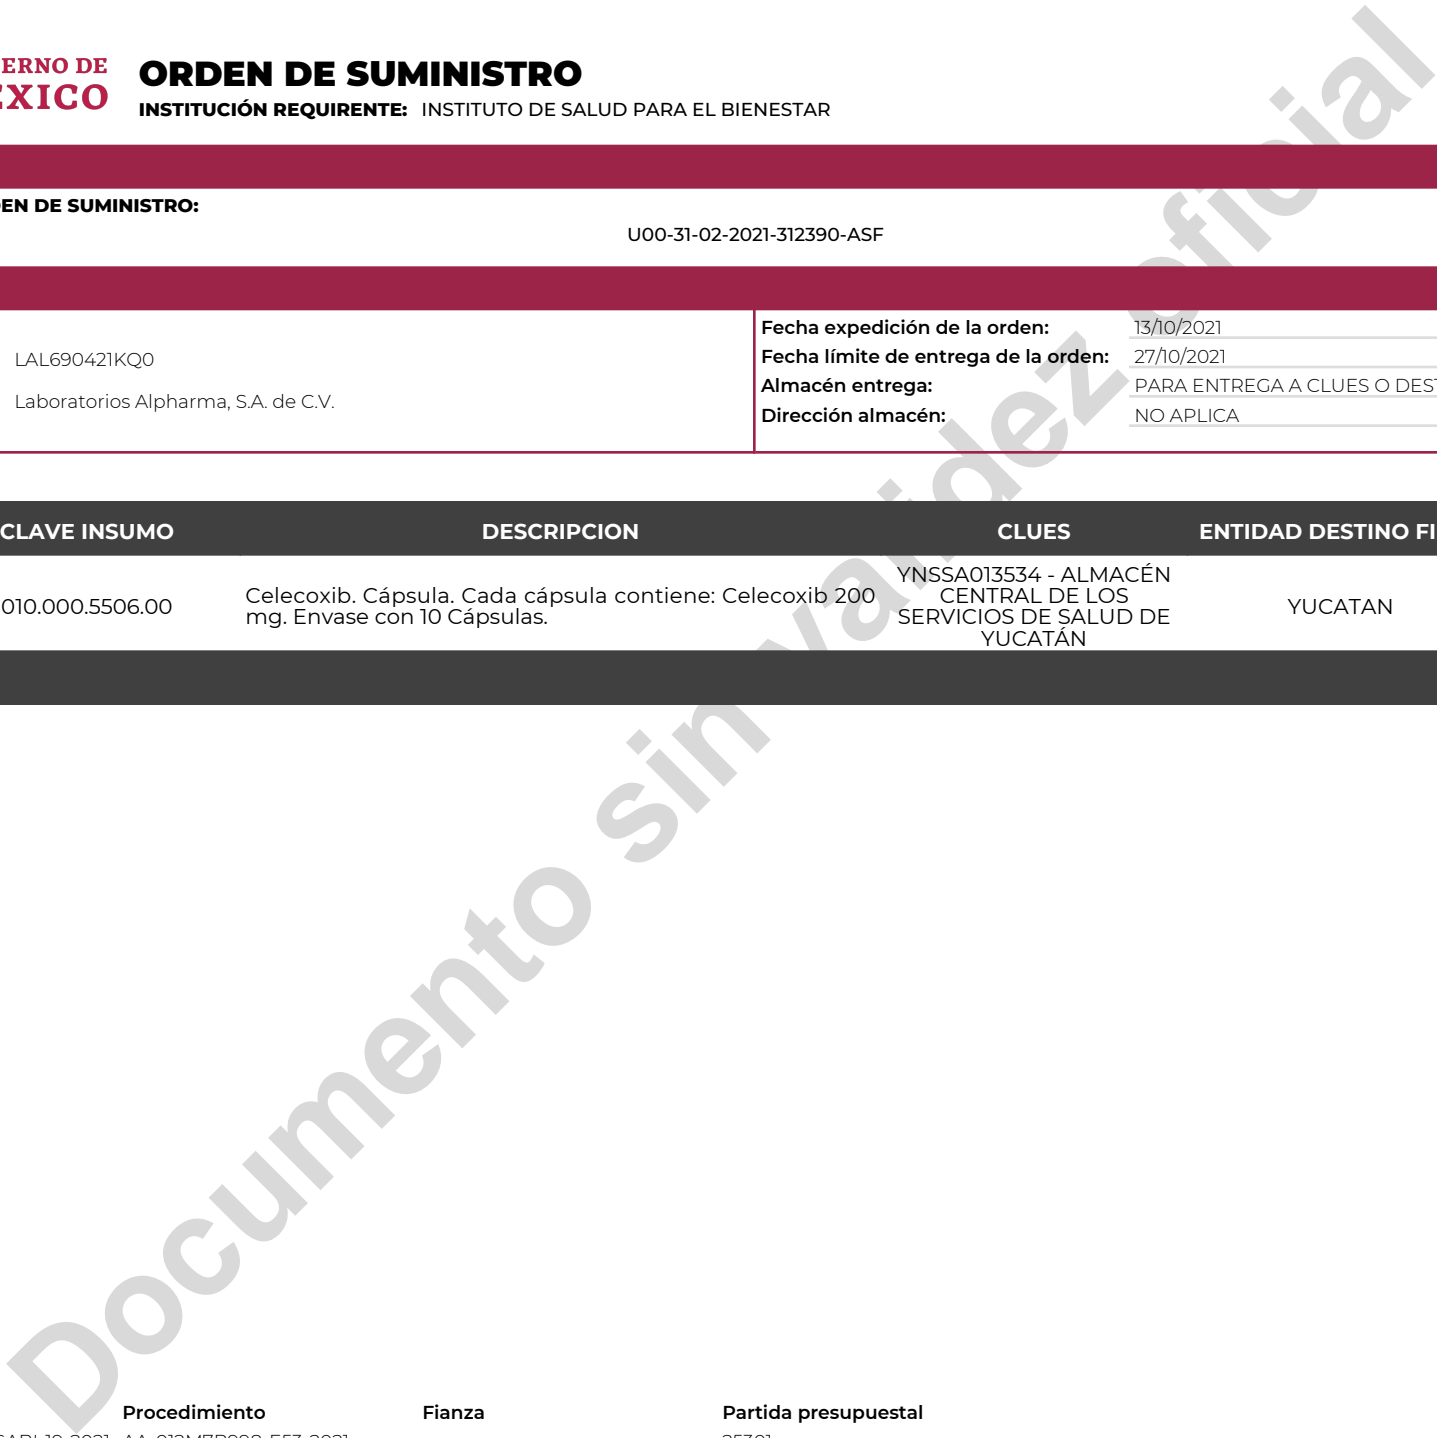 ERNO DE
ÉXICO
ORDEN DE SUMINISTRO
INSTITUCIÓN REQUIRENTE: INSTITUTO DE SALUD PARA EL BIENESTAR
EN DE SUMINISTRO:
U00-31-02-2021-312390-ASF
LAL690421KQ0
Laboratorios Alpharma, S.A. de C.V.
Fecha expedición de la orden: 13/10/2021
Fecha límite de entrega de la orden: 27/10/2021
Almacén entrega: PARA ENTREGA A CLUES O DEST
Dirección almacén: NO APLICA
CLAVE INSUMO DESCRIPCION CLUES ENTIDAD DESTINO FI
010.000.5506.00
Celecoxib. Cápsula. Cada cápsula contiene: Celecoxib 200
mg. Envase con 10 Cápsulas.
YNSSA013534 - ALMACÉN
CENTRAL DE LOS
SERVICIOS DE SALUD DE
YUCATÁN
YUCATAN
Documento sin validez oficial
Procedimiento Fianza Partida presupuestal